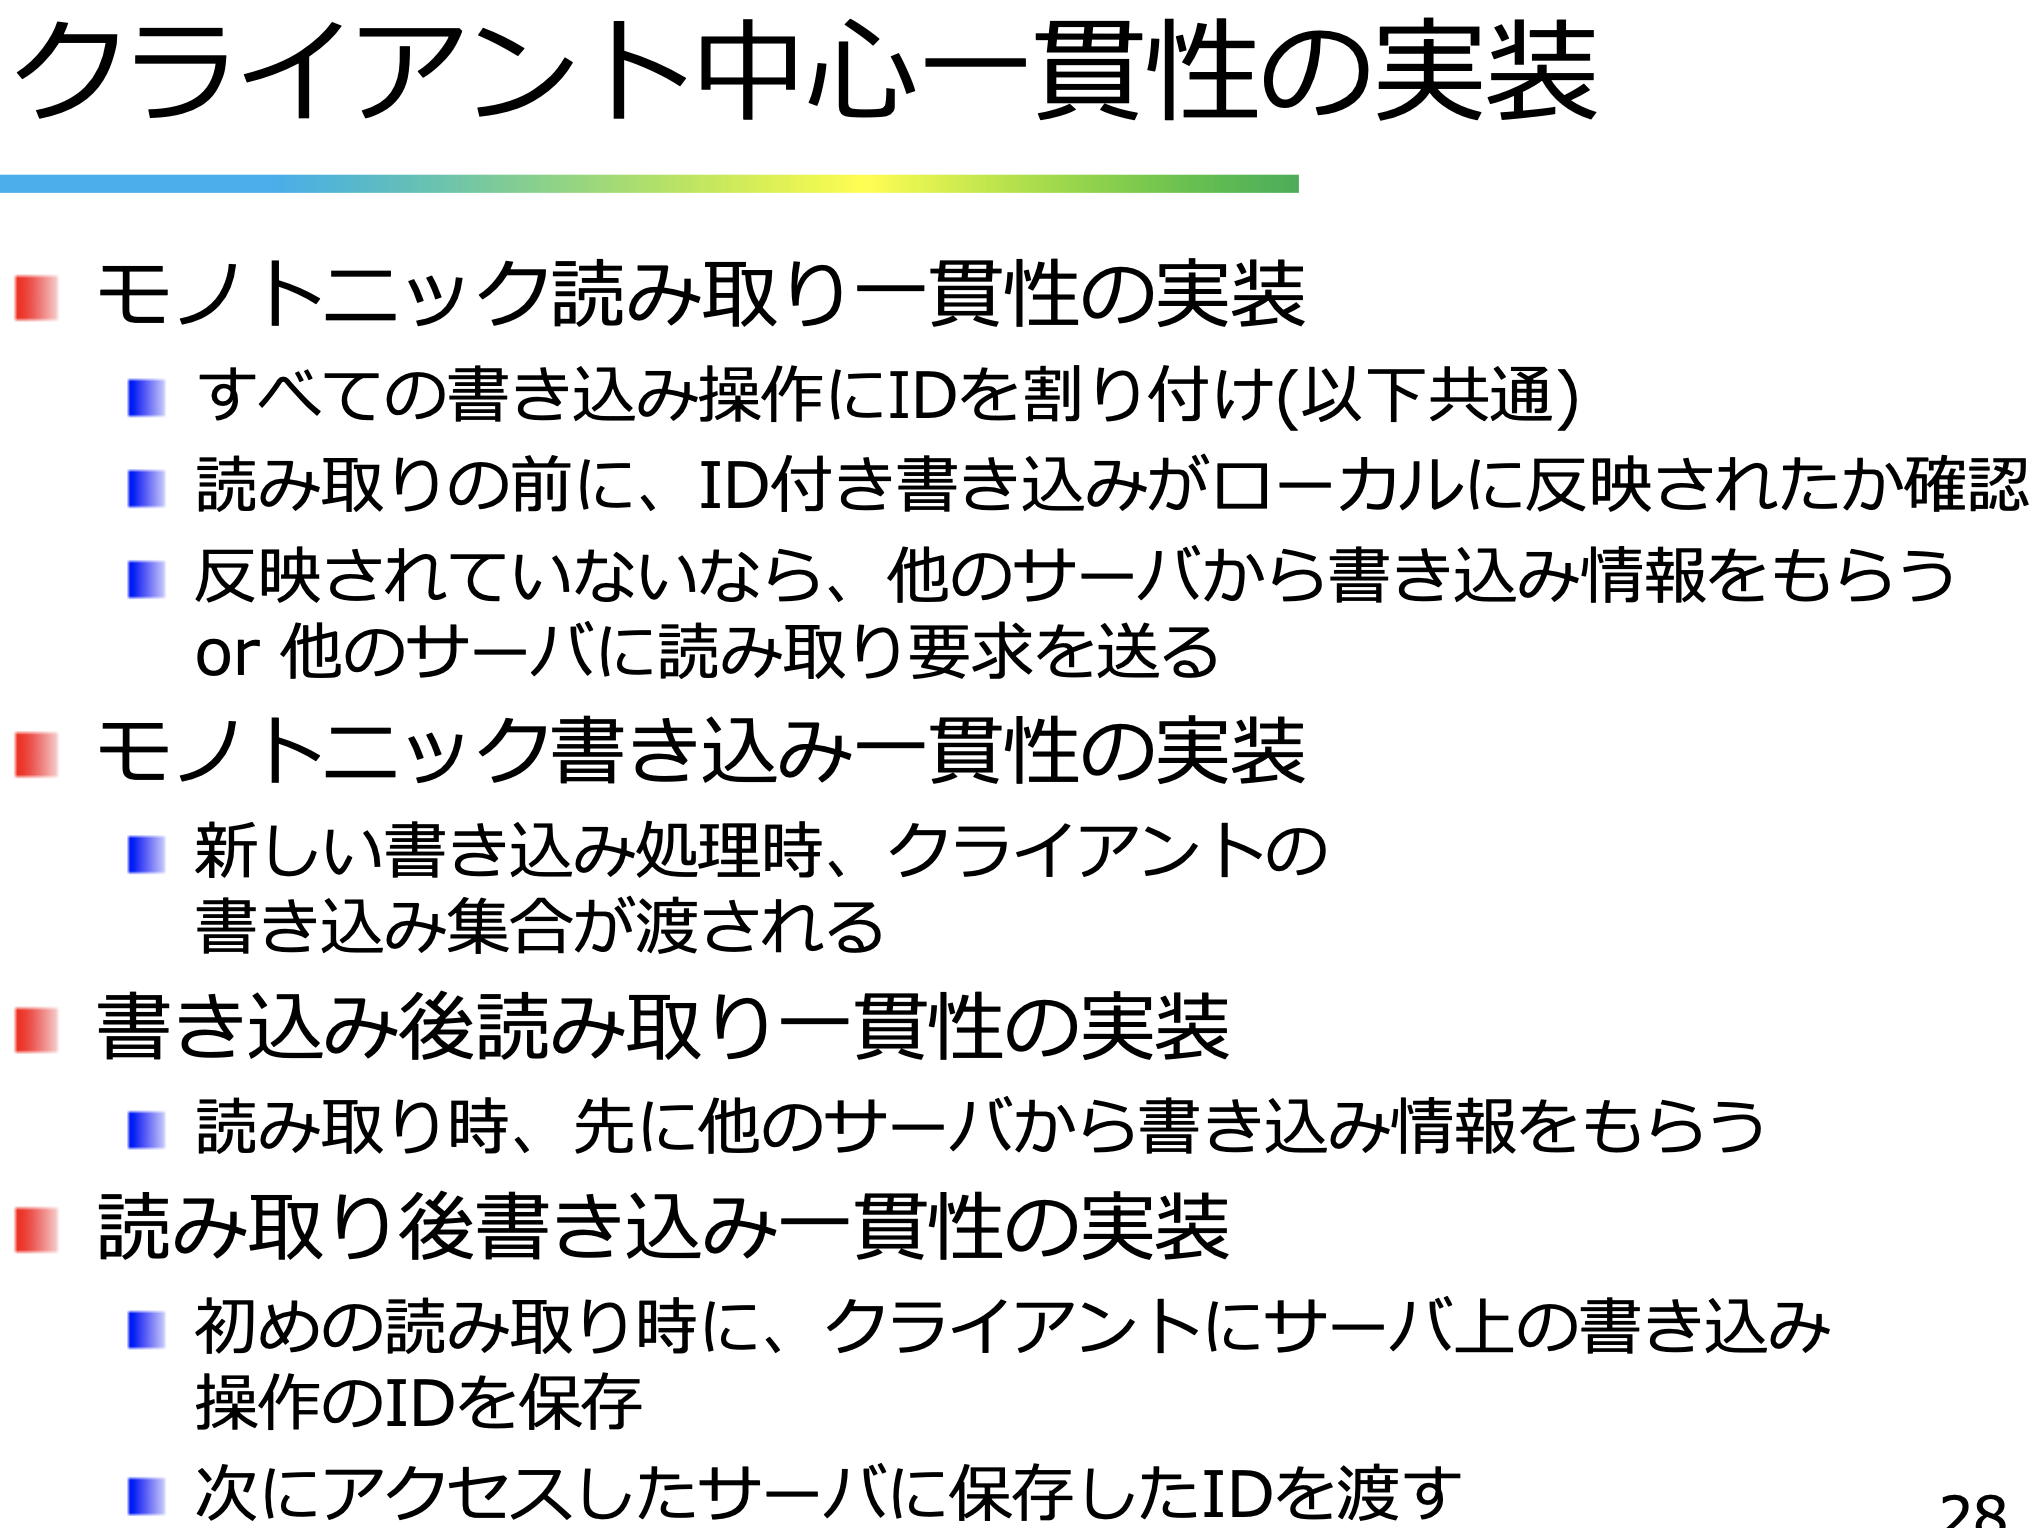 クライアント中心一貫性の実装
モノトニック読み取り一貫性の実装
すべての書き込み操作にIDを割り付け(以下共通)
読み取りの前に、ID付き書き込みがローカルに反映されたか確認
反映されていないなら、他のサーバから書き込み情報をもらう
or 他のサーバに読み取り要求を送る
モノトニック書き込み一貫性の実装
新しい書き込み処理時、クライアントの
書き込み集合が渡される
書き込み後読み取り一貫性の実装
読み取り時、先に他のサーバから書き込み情報をもらう
読み取り後書き込み一貫性の実装
初めの読み取り時に、クライアントにサーバ上の書き込み
操作のIDを保存
次にアクセスしたサーバに保存したIDを渡す
28